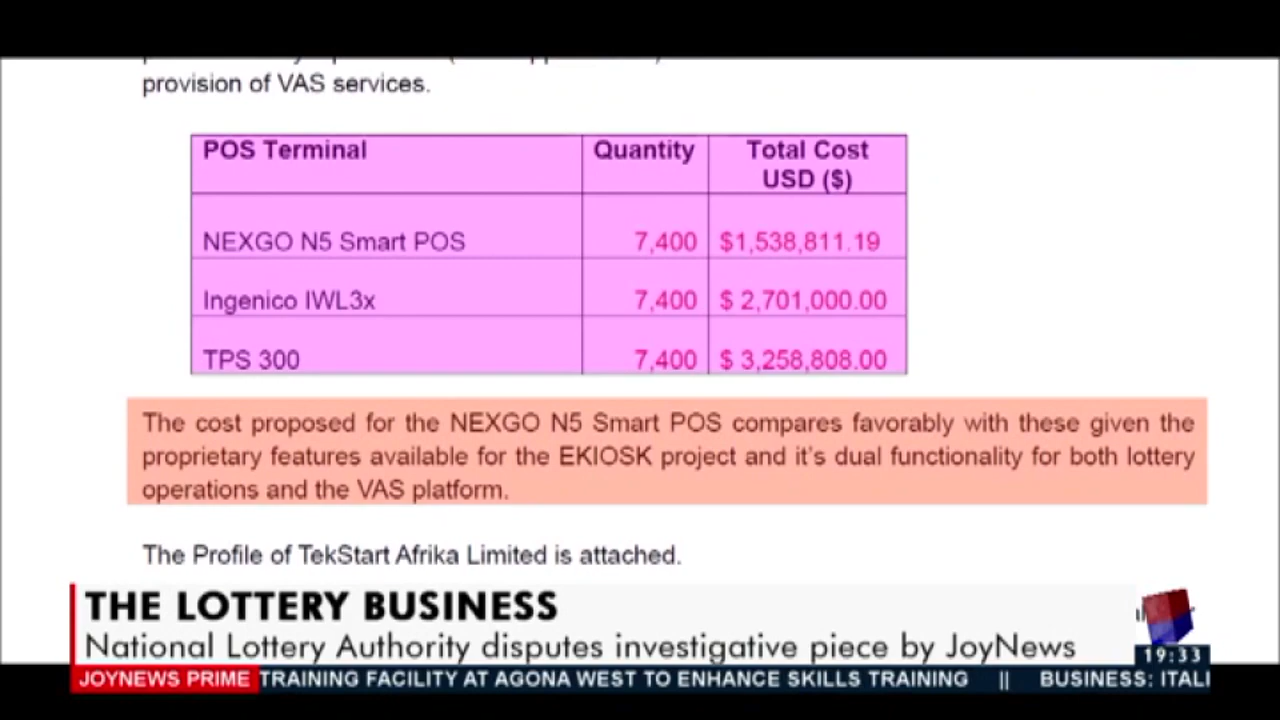 provision of VAS services.
POS Terminal Quantity Total Cost USD ($)
NEXGO N5 Smart POS 7,400 $1,538,811.19
Ingenico IWL3x 7,400 $ 2,701,000.00
TPS 300 7,400 $ 3,258,808.00
The cost proposed for the NEXGO N5 Smart POS compares favorably with these given the
proprietary features available for the EKIOSK project and it's dual functionality for both lottery
operations and the VAS platform.
The Profile of TekStart Afrika Limited is attached.
THE LOTTERY BUSINESS
National Lottery Authority disputes investigative piece by JoyNews
19:33
JOYNEWS PRIME TRAINING FACILITY AT AGONA WEST TO ENHANCE SKILLS TRAINING || BUSINESS: ITALI